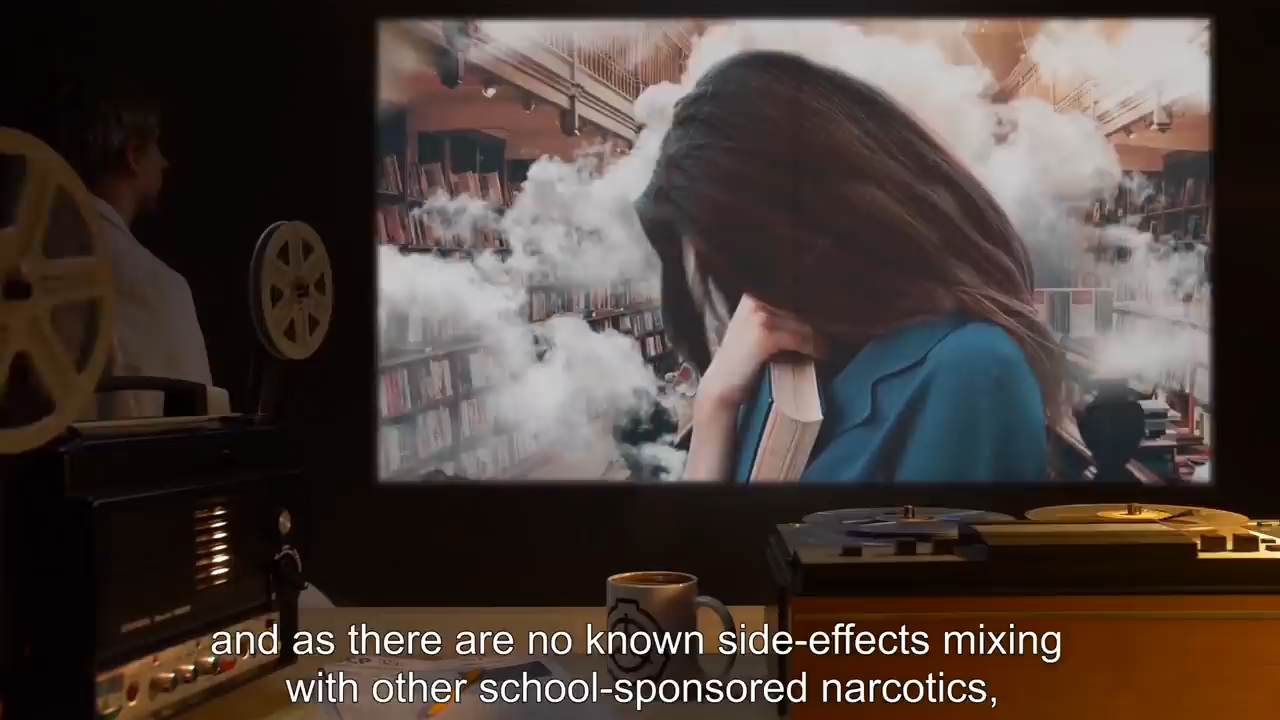 and as there are no known side-effects mixing
with other school-sponsored narcotics,